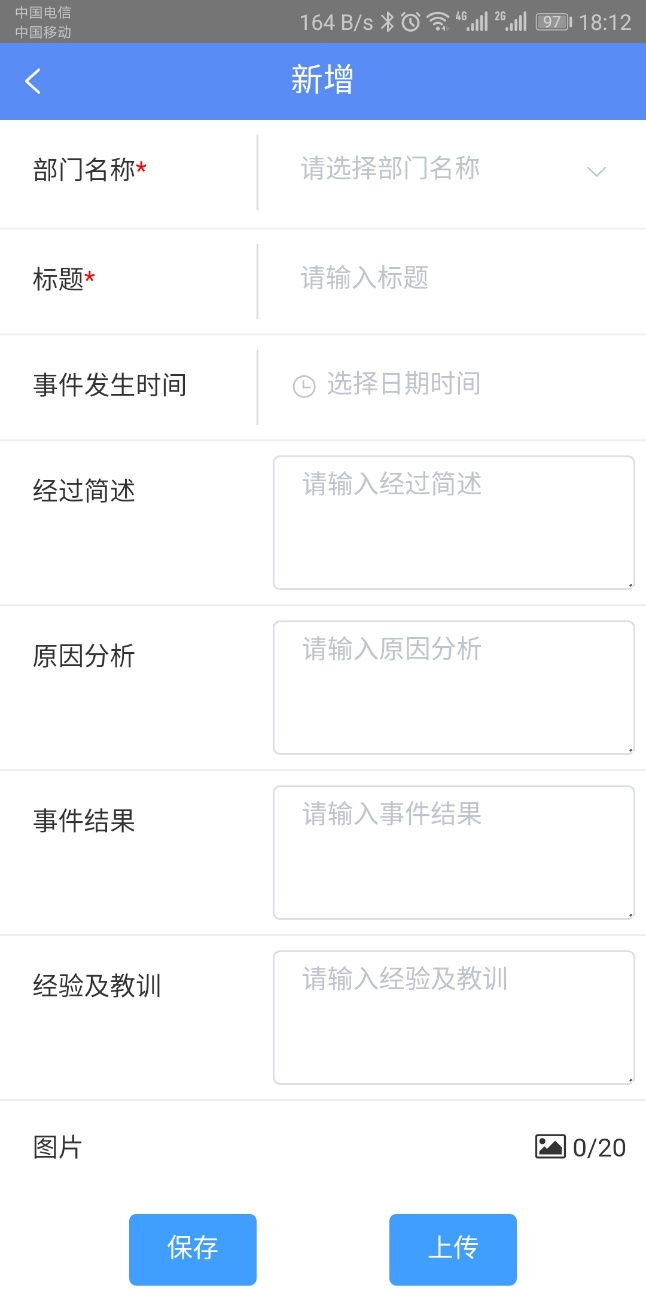 中国电信
中国移动
164 B/s 4G 2G 97 18:12
新增
部门名称* 请选择部门名称
标题* 请输入标题
事件发生时间 选择日期时间
经过简述 请输入经过简述
原因分析 请输入原因分析
事件结果 请输入事件结果
经验及教训 请输入经验及教训
图片 0/20
保存 上传